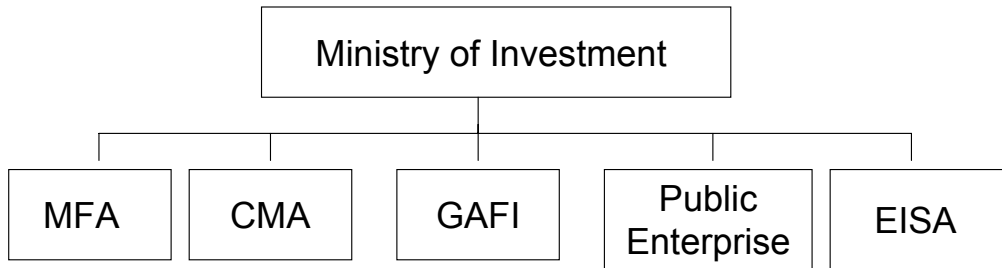 Ministry of Investment
MFA
CMA
GAFI
Public
Enterprise
EISA